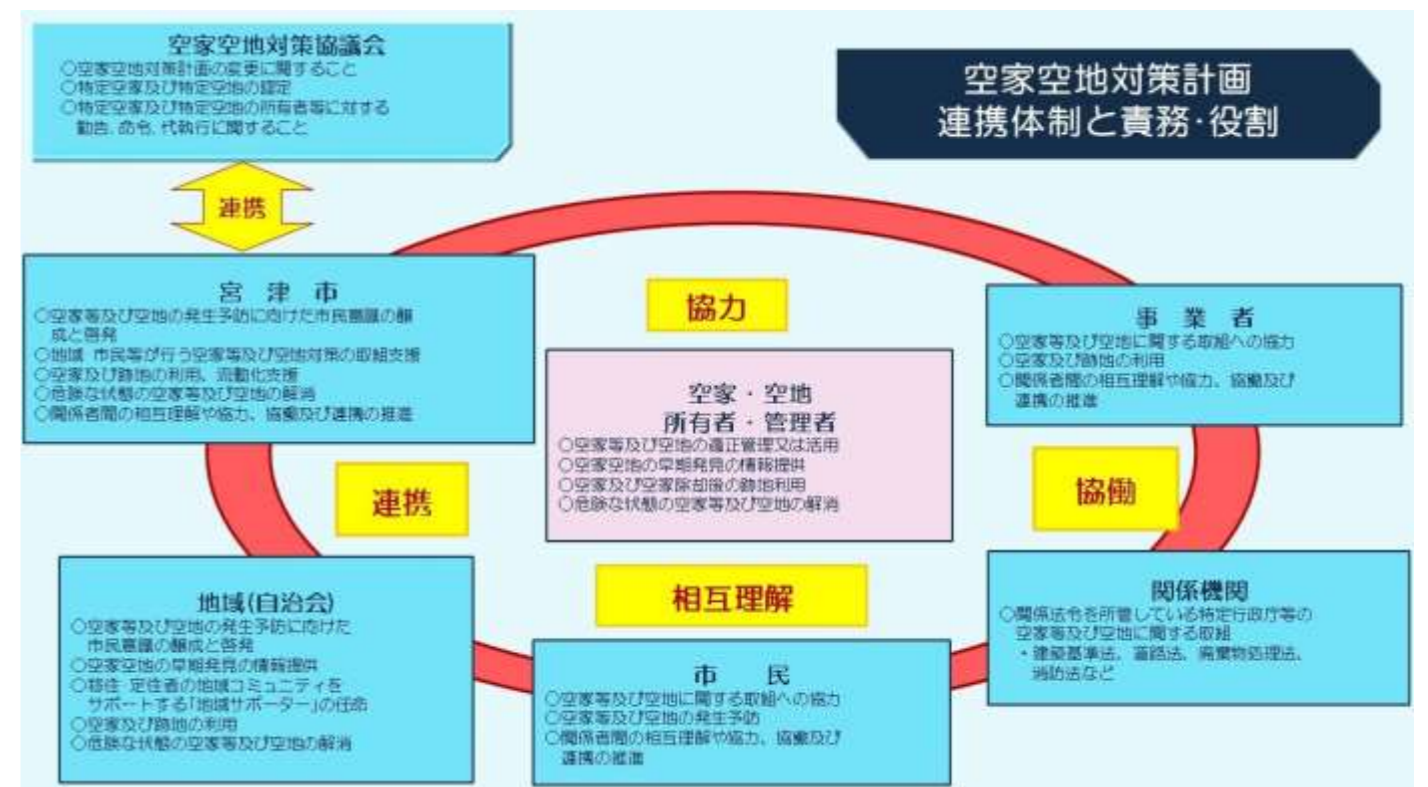 空家空地対策協議会
○空家空地対策計画の変更に関すること
○特定空家及び特定空地の認定
○特定空家及び特定空地の所有者等に対する
勧告、命令、代執行に関すること
空家空地対策計画
連携体制と責務・役割
連携
宮津市
○空家等及び空地の発生予防に向けた市民意識の醸
成と啓発
○地域 市民等が行う空家等及び空地対策の取組支援
○空家及び跡地の利用、流動化支援
○危険な状態の空家等及び空地の解消
○関係者間の相互理解や協力、協働及び連携の推進
協力
事業者
○空家等及び空地に関する取組への協力
○空家及び跡地の利用
○関係者間の相互理解や協力、協働及び
連携の推進
空家・空地
所有者・管理者
○空家等及び空地の適正管理又は活用
○空家空地の早期発見の情報提供
○空家及び空家除却後の跡地利用
○危険な状態の空家等及び空地の解消
連携
協働
相互理解
地域(自治会)
○空家等及び空地の発生予防に向けた
市民意識の醸成と啓発
○空家空地の早期発見の情報提供
○移住 定住者の地域コミュニティを
サポートする「地域サポーター」の任命
○空家及び跡地の利用
○危険な状態の空家等及び空地の解消
市民
○空家等及び空地に関する取組への協力
○空家等及び空地の発生予防
○関係者間の相互理解や協力、協働及び
連携の推進
関係機関
○関係法令を所管している特定行政庁等の
空家等及び空地に関する取組
・建築基準法、道路法、廃棄物処理法、
消防法など